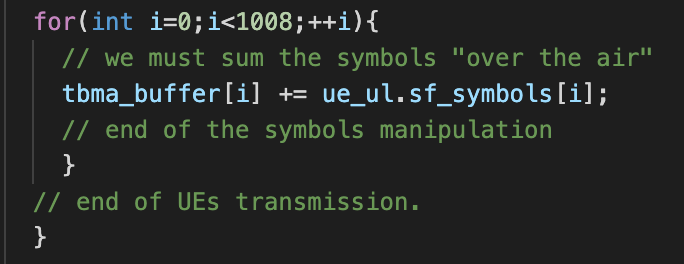 for(int i=0;i<1008;++i){
// we must sum the symbols "over the air"
tbma_buffer[i] += ue_ul.sf_symbols[i];
// end of the symbols manipulation
}
// end of UEs transmission.
}